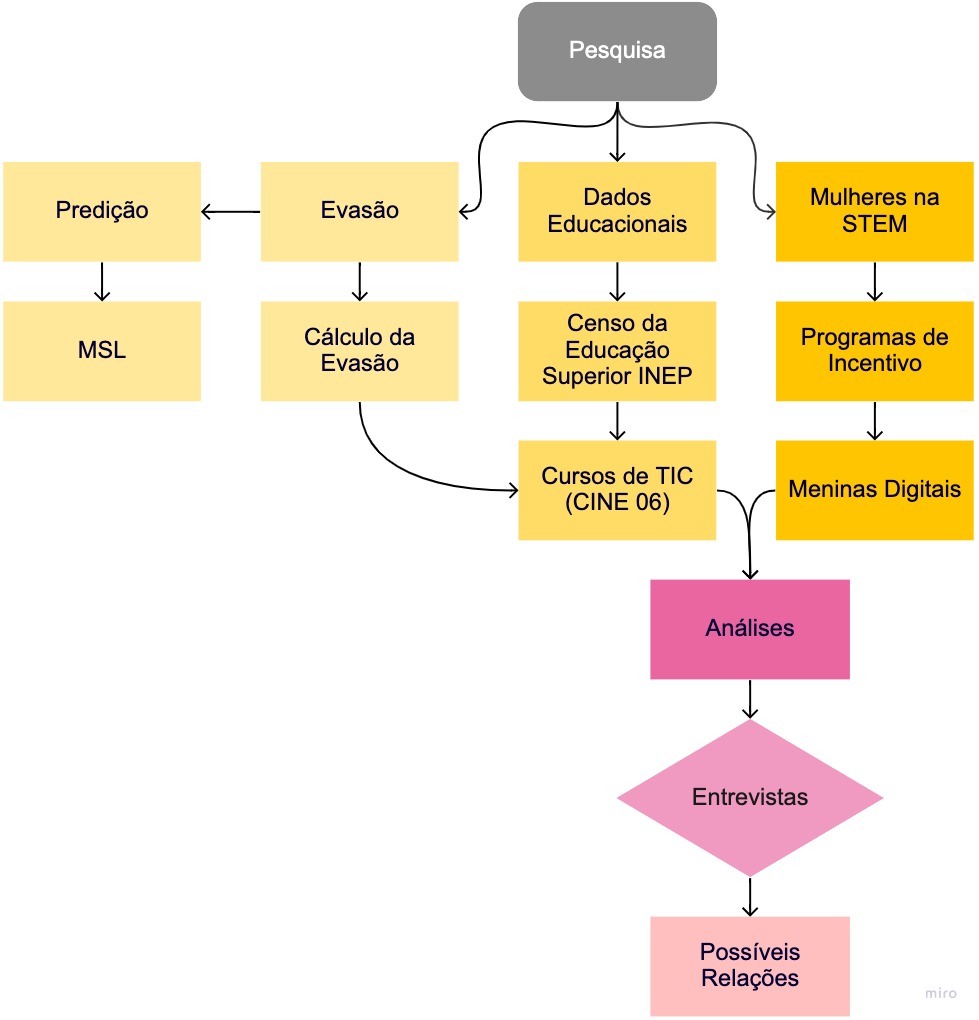 Pesquisa
Predição
Evasão
Dados
Educacionais
Mulheres na
STEM
MSL
Cálculo da
Evasão
Censo da
Educação
Superior INEP
Programas de
Incentivo
Cursos de TIC
(CINE 06)
Meninas Digitais
Análises
Entrevistas
Possíveis
Relações
miro